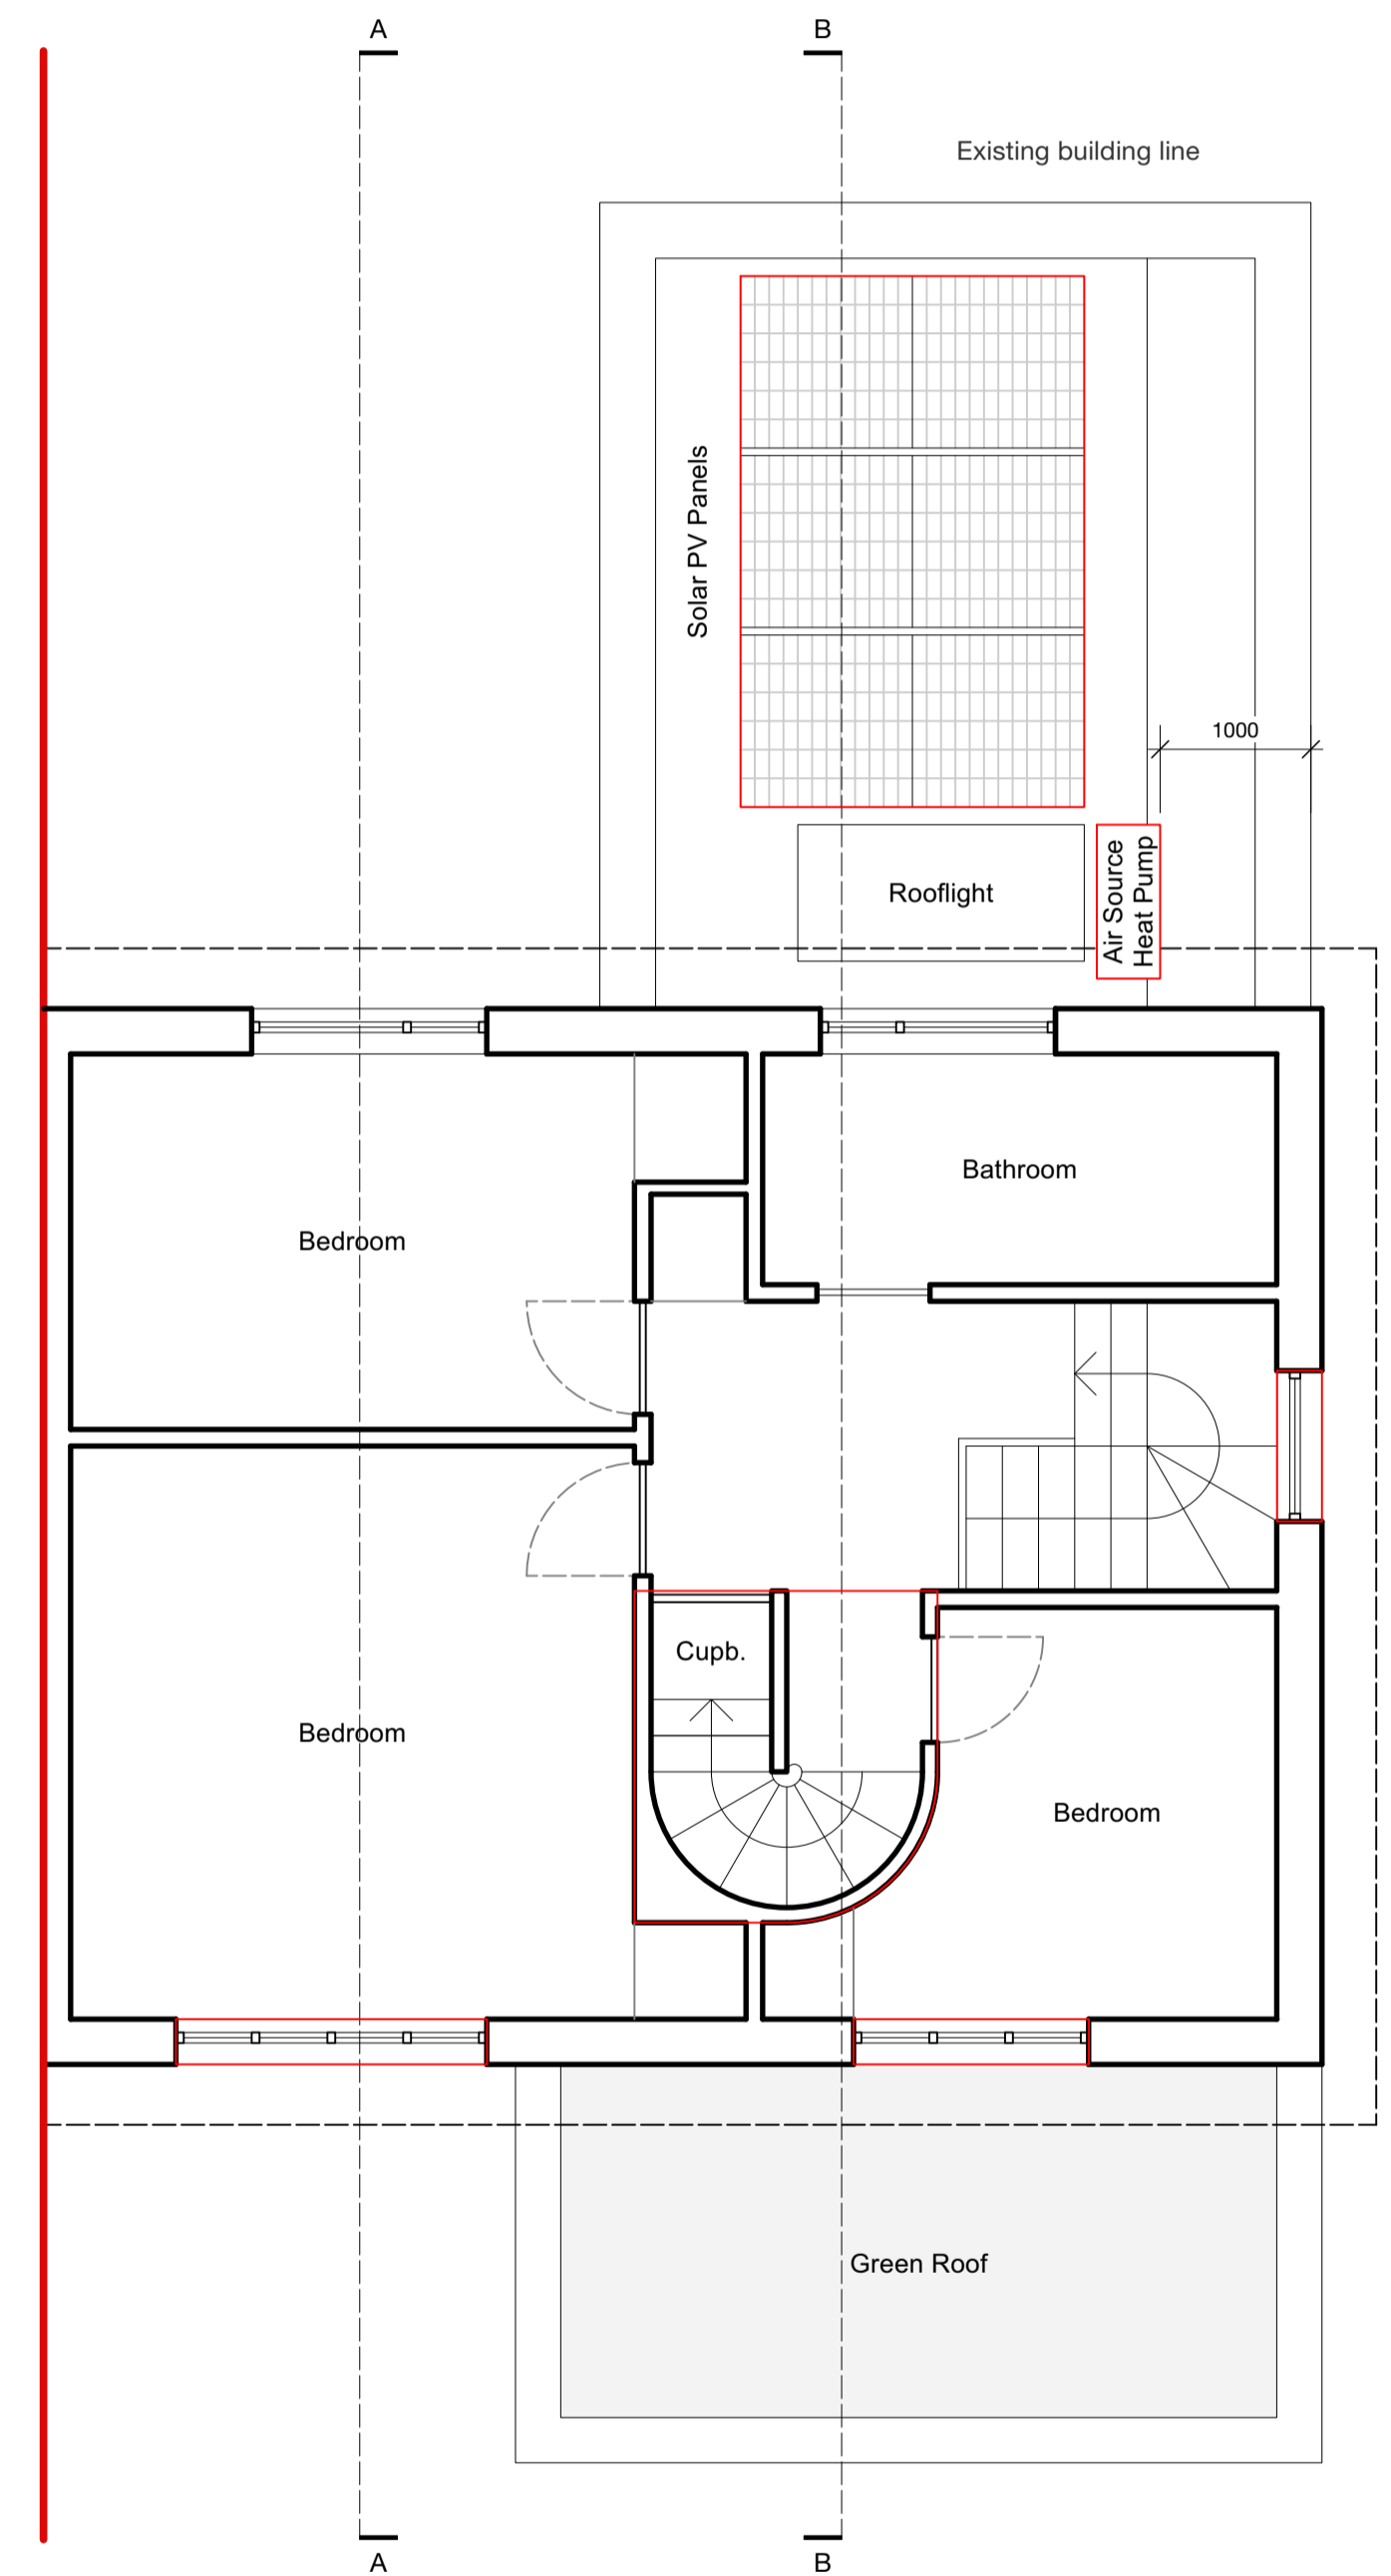 A
B
Existing building line
Solar PV Panels
1000
Rooflight
Air Source
Heat Pump
Bathroom
Bedroom
Cupb.
Bedroom
Bedroom
Green Roof
A
B